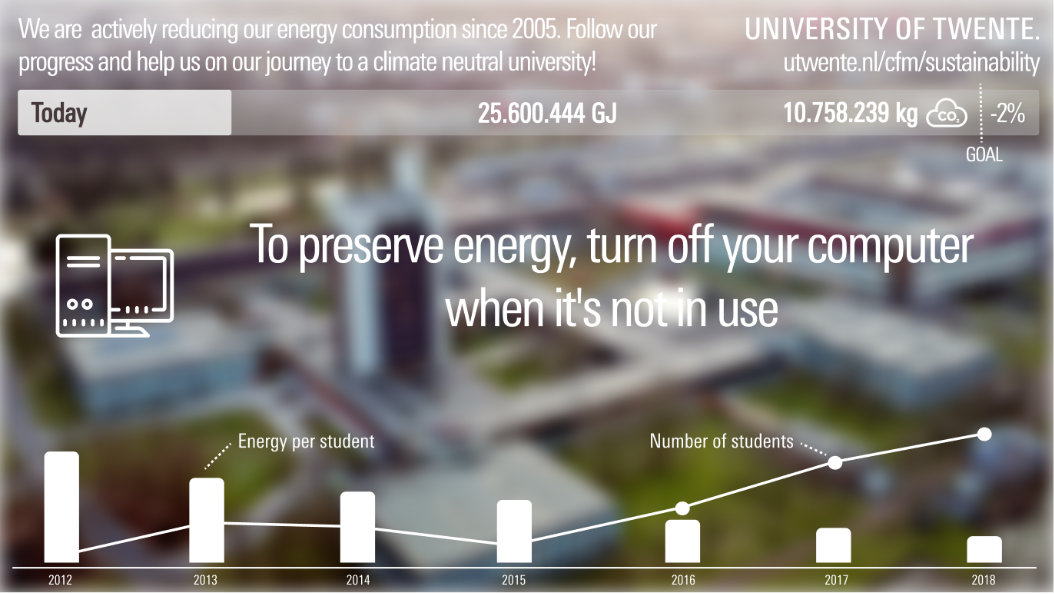 We are  actively reducing our energy consumption since 2005. Follow our
progress and help us on our journey to a climate neutral university!
UNIVERSITY OF TWENTE.
utwente.nl/cfm/sustainability
Today 25.600.444 GJ 10.758.239 kg CO2 -2%
GOAL
To preserve energy, turn off your computer
when it's not in use
Energy per student Number of students
2012 2013 2014 2015 2016 2017 2018